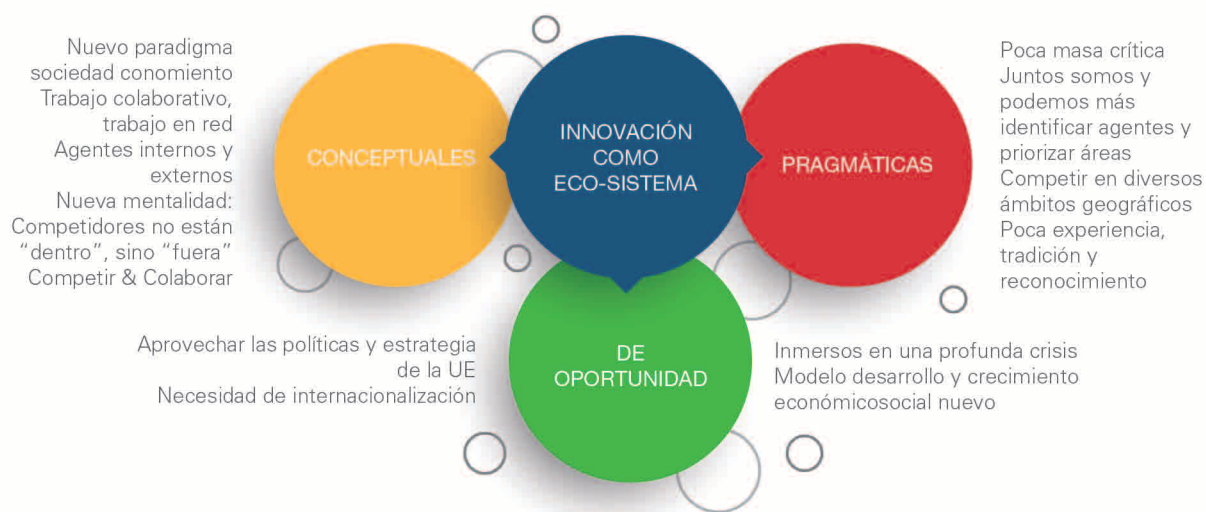 Nuevo paradigma
sociedad conomiento
Trabajo colaborativo,
trabajo en red
Agentes internos y
externos
Nueva mentalidad:
Competidores no están
“dentro”, sino “fuera”
Competir & Colaborar
CONCEPTUALES
INNOVACIÓN
COMO
ECO-SISTEMA
PRAGMÁTICAS
Poca masa crítica
Juntos somos y
podemos más
identificar agentes y
priorizar áreas
Competir en diversos
ámbitos geográficos
Poca experiencia,
tradición y
reconocimiento
Aprovechar las políticas y estrategia
de la UE
Necesidad de internacionalización
DE
OPORTUNIDAD
Inmersos en una profunda crisis
Modelo desarrollo y crecimiento
económicosocial nuevo